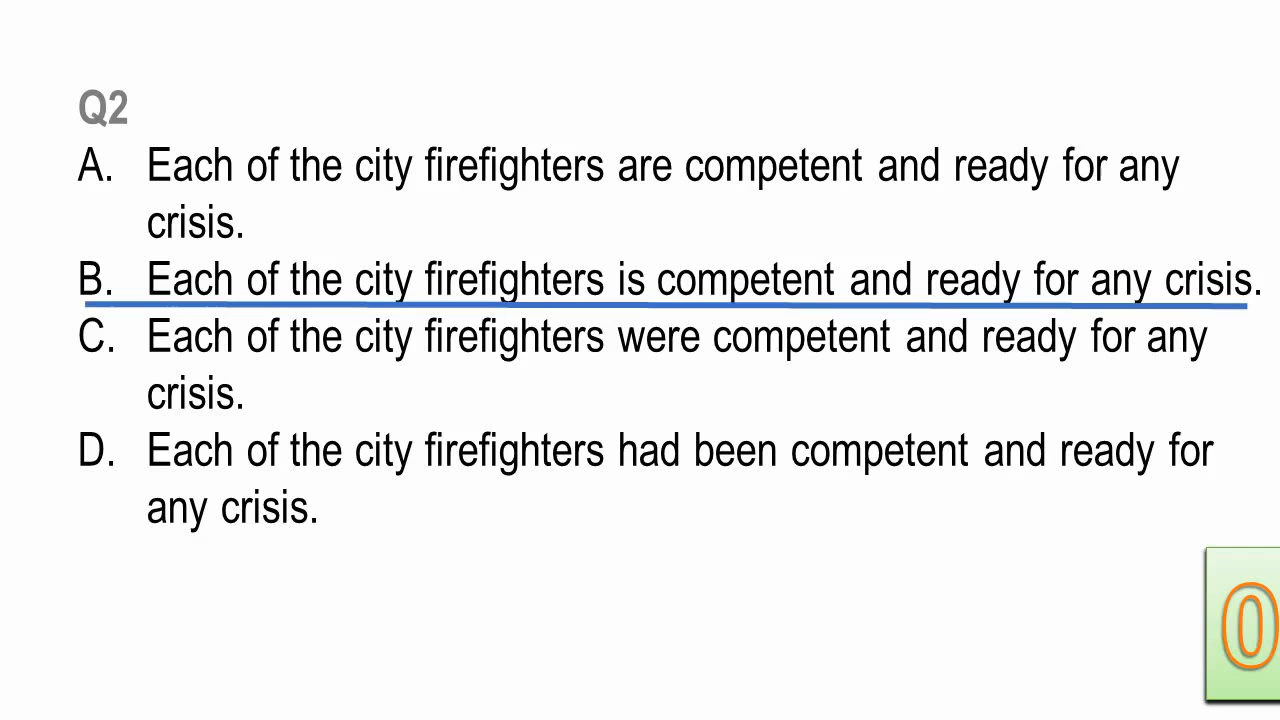 Q2
A. Each of the city firefighters are competent and ready for any
crisis.
B. Each of the city firefighters is competent and ready for any crisis.
C. Each of the city firefighters were competent and ready for any
crisis.
D. Each of the city firefighters had been competent and ready for
any crisis.
0